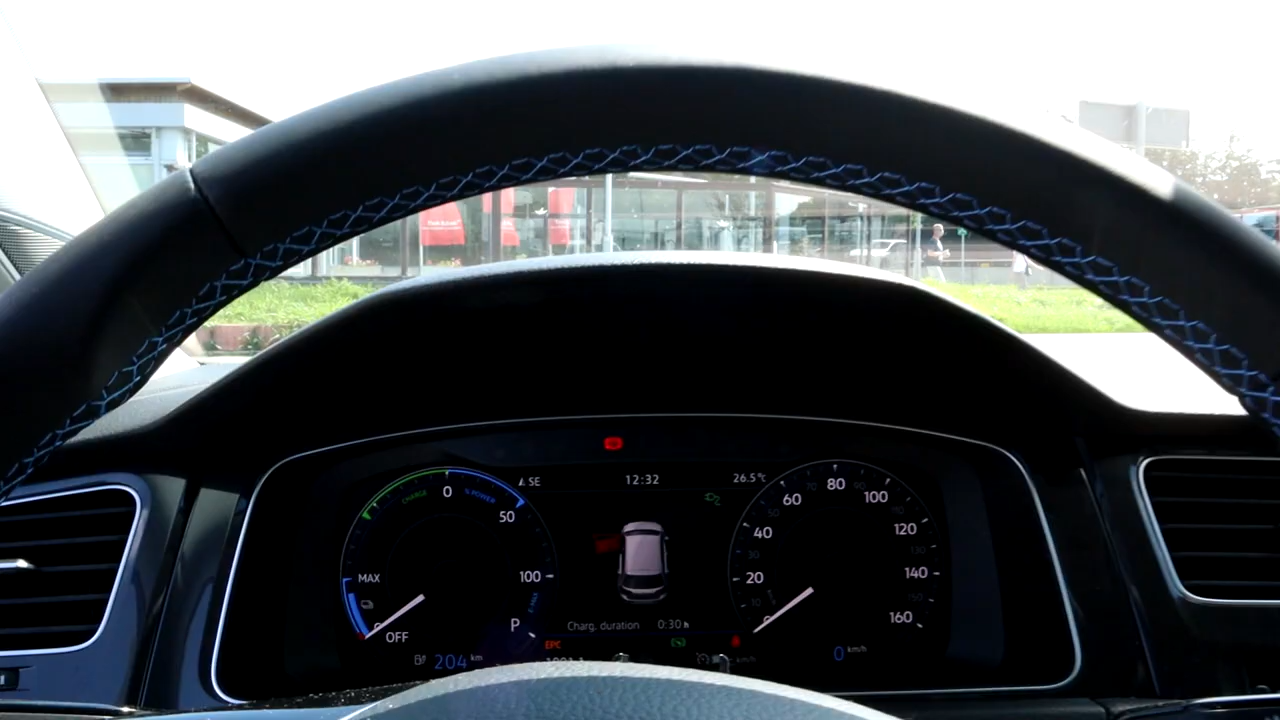 SE
12:32
26.5°C
CHARGE
0
% POWER
50
100
MAX
OFF
P
204 km
Charg. duration 0:30 h
EPC
20
40
60
80
100
120
140
160
0 km/h